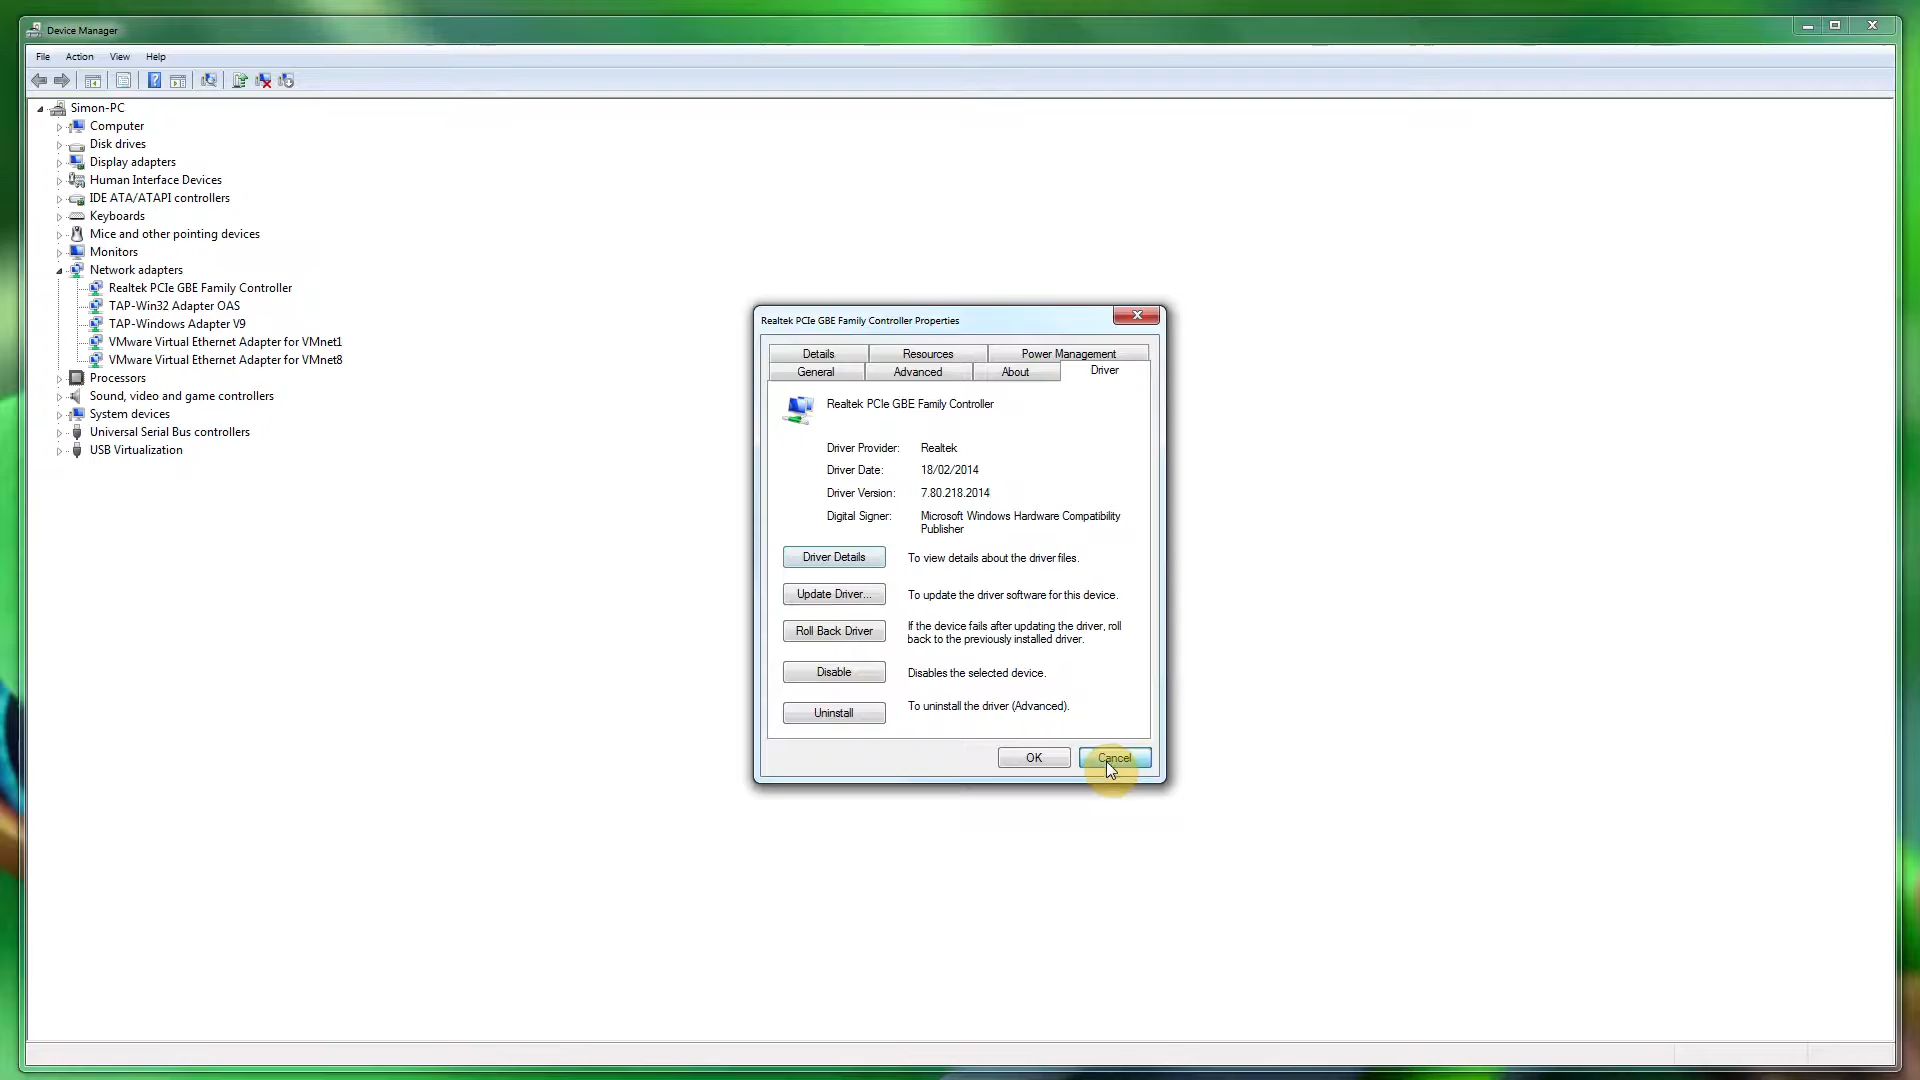 Device Manager
File Action View Help
Simon-PC
Computer
Disk drives
Display adapters
Human Interface Devices
IDE ATA/ATAPI controllers
Keyboards
Mice and other pointing devices
Monitors
Network adapters
Realtek PCIe GBE Family Controller
TAP-Win32 Adapter OAS
TAP-Windows Adapter V9
VMware Virtual Ethernet Adapter for VMnet1
VMware Virtual Ethernet Adapter for VMnet8
Processors
Sound, video and game controllers
System devices
Universal Serial Bus controllers
USB Virtualization
Realtek PCIe GBE Family Controller Properties
Details Resources Power Management
General Advanced About Driver
Realtek PCIe GBE Family Controller
Driver Provider: Realtek
Driver Date: 18/02/2014
Driver Version: 7.80.218.2014
Digital Signer: Microsoft Windows Hardware Compatibility
Publisher
Driver Details To view details about the driver files.
Update Driver... To update the driver software for this device.
Roll Back Driver If the device fails after updating the driver, roll
back to the previously installed driver.
Disable Disables the selected device.
Uninstall To uninstall the driver (Advanced).
OK Cancel